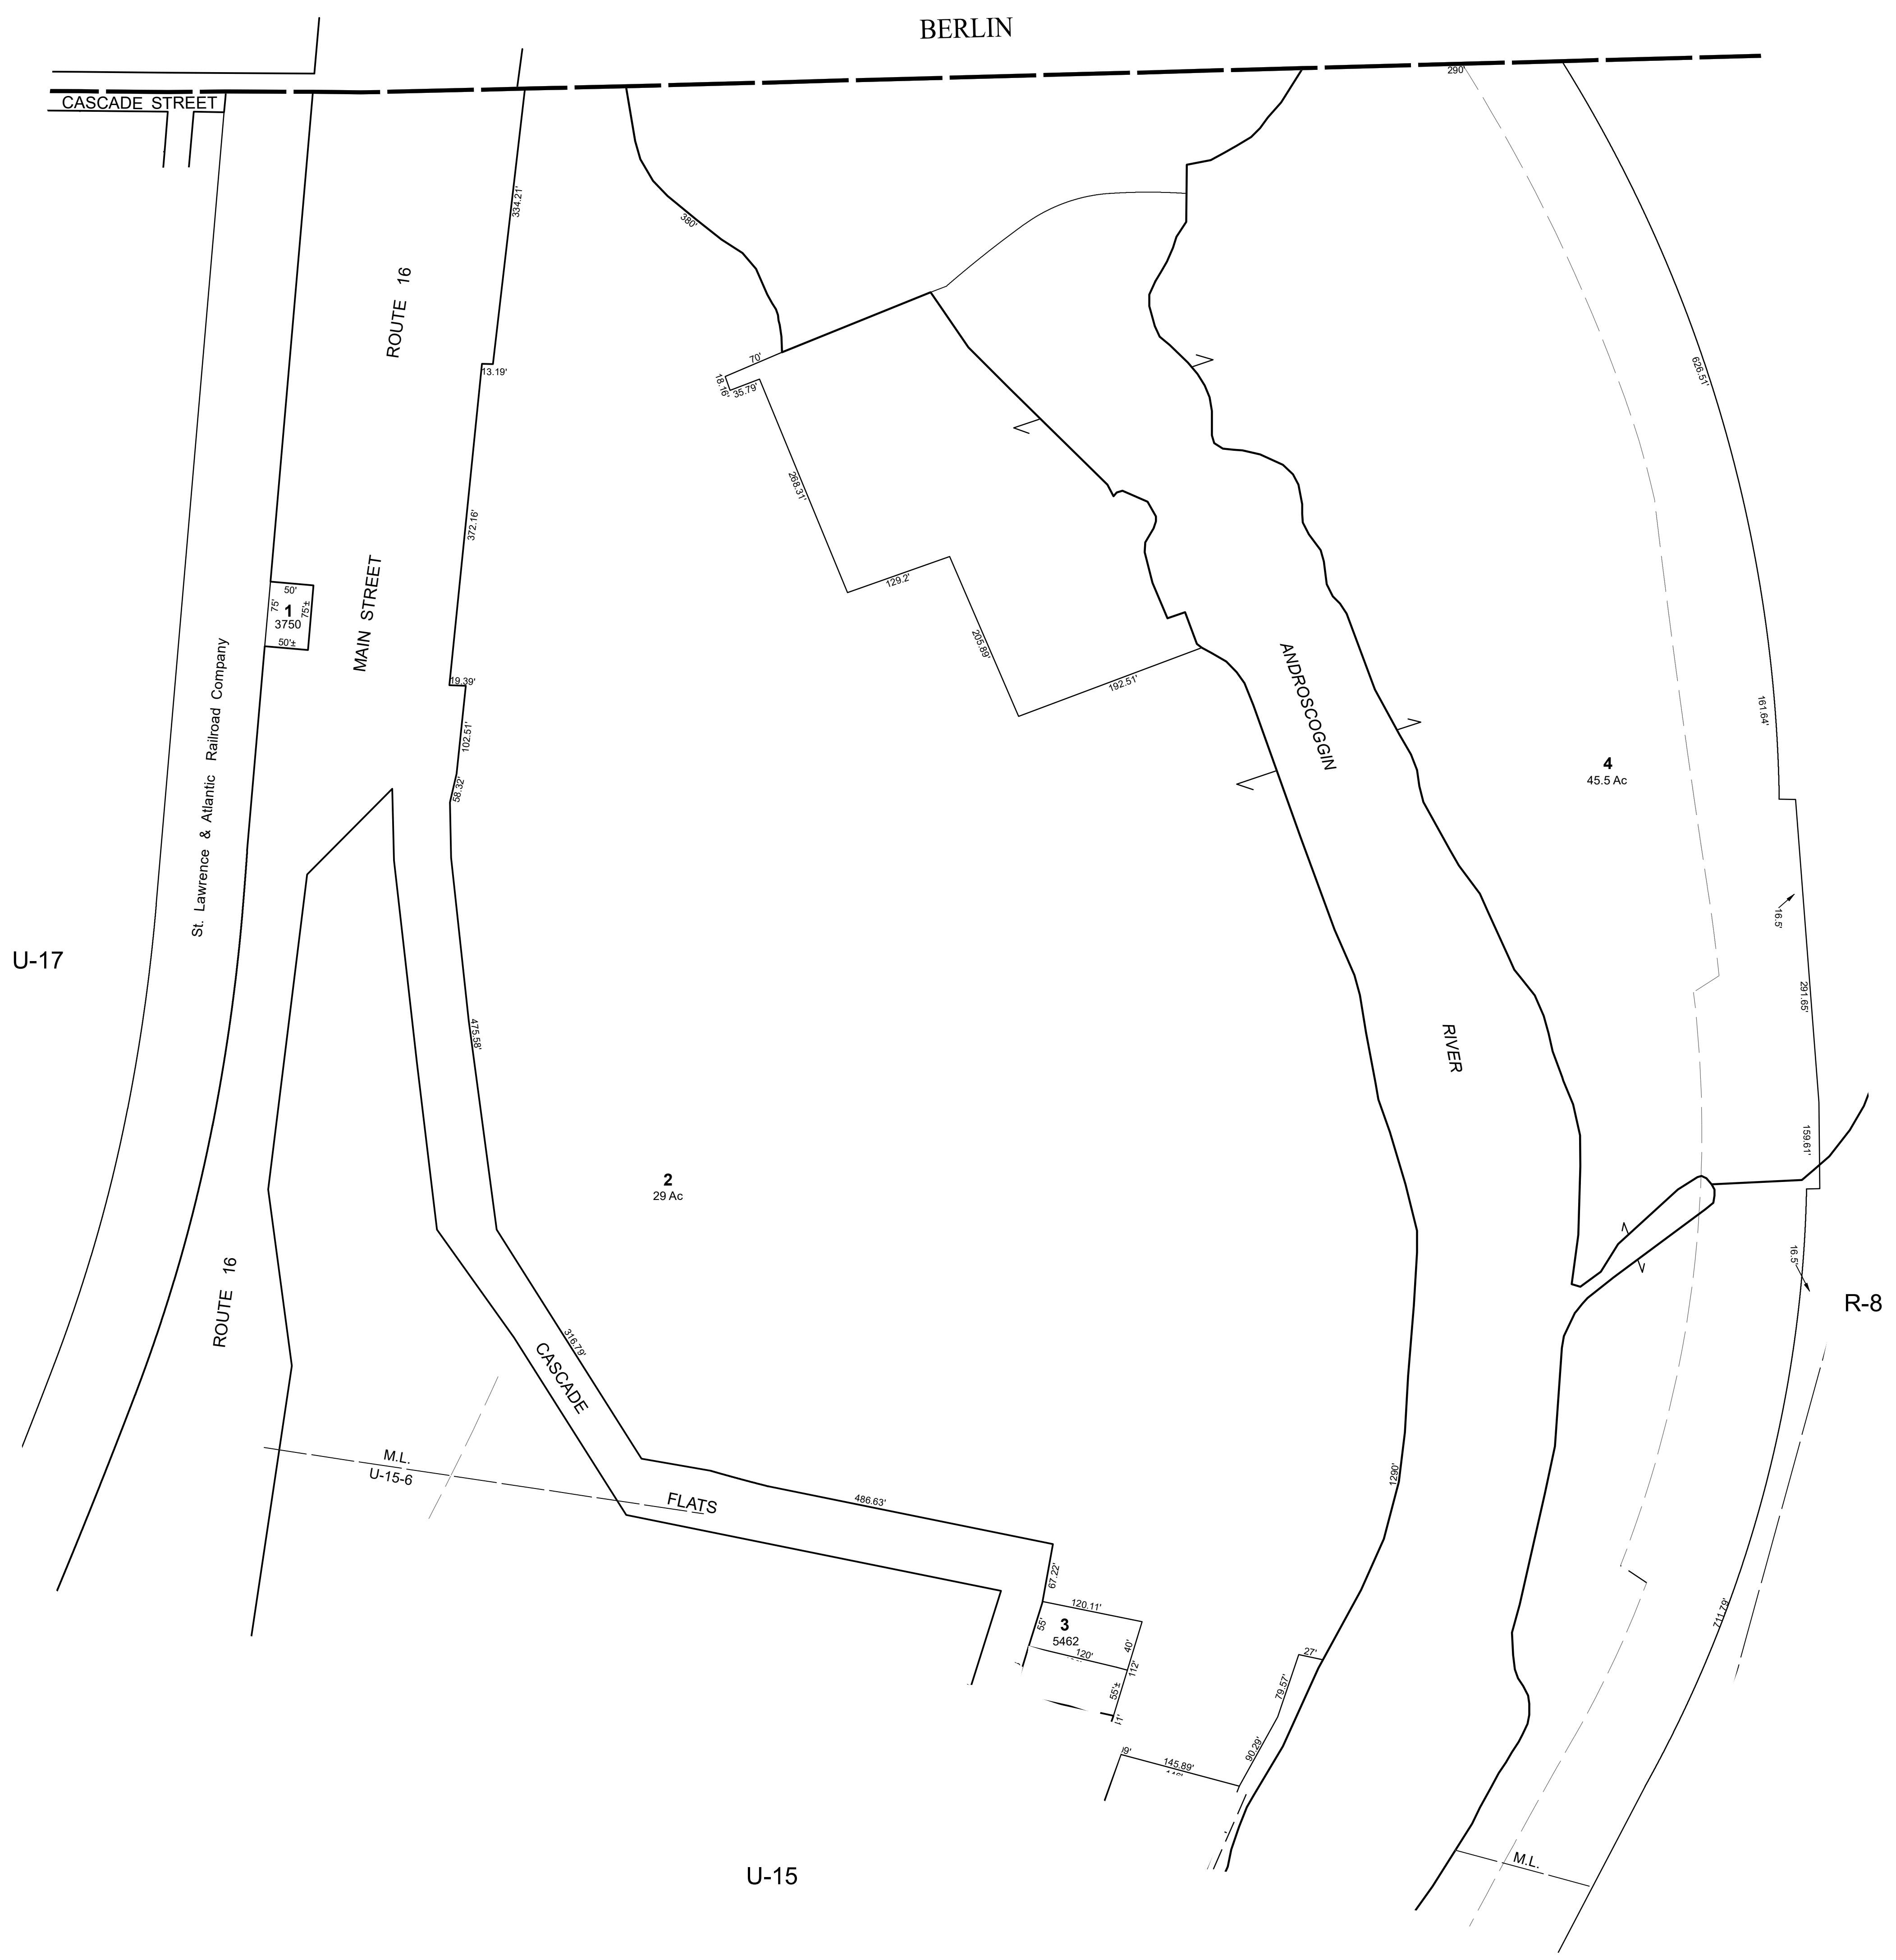 BERLIN
290'
CASCADE STREET
334.21'
380'
ROUTE 16
70'
13.19'
18.16'
35.79'
626.51'
268.31'
372.16'
129.2'
MAIN STREET
50'
75'
1
75'±
3750
50'±
205.89'
192.51'
19.39'
ANDROSCOGGIN
161.64'
102.51'
58.32'
4
45.5 Ac
St. Lawrence & Atlantic Railroad Company
16.5'
U-17
291.65'
475.58'
RIVER
159.61'
2
29 Ac
16.5'
ROUTE 16
R-8
316.79'
CASCADE
M.L.
U-15-6
1290'
FLATS
486.63'
67.22'
120.11'
55'
3
5462
40'
120'
112'
27'
711.79'
79.57'
55'±
90.29'
145.89'
M.L.
U-15